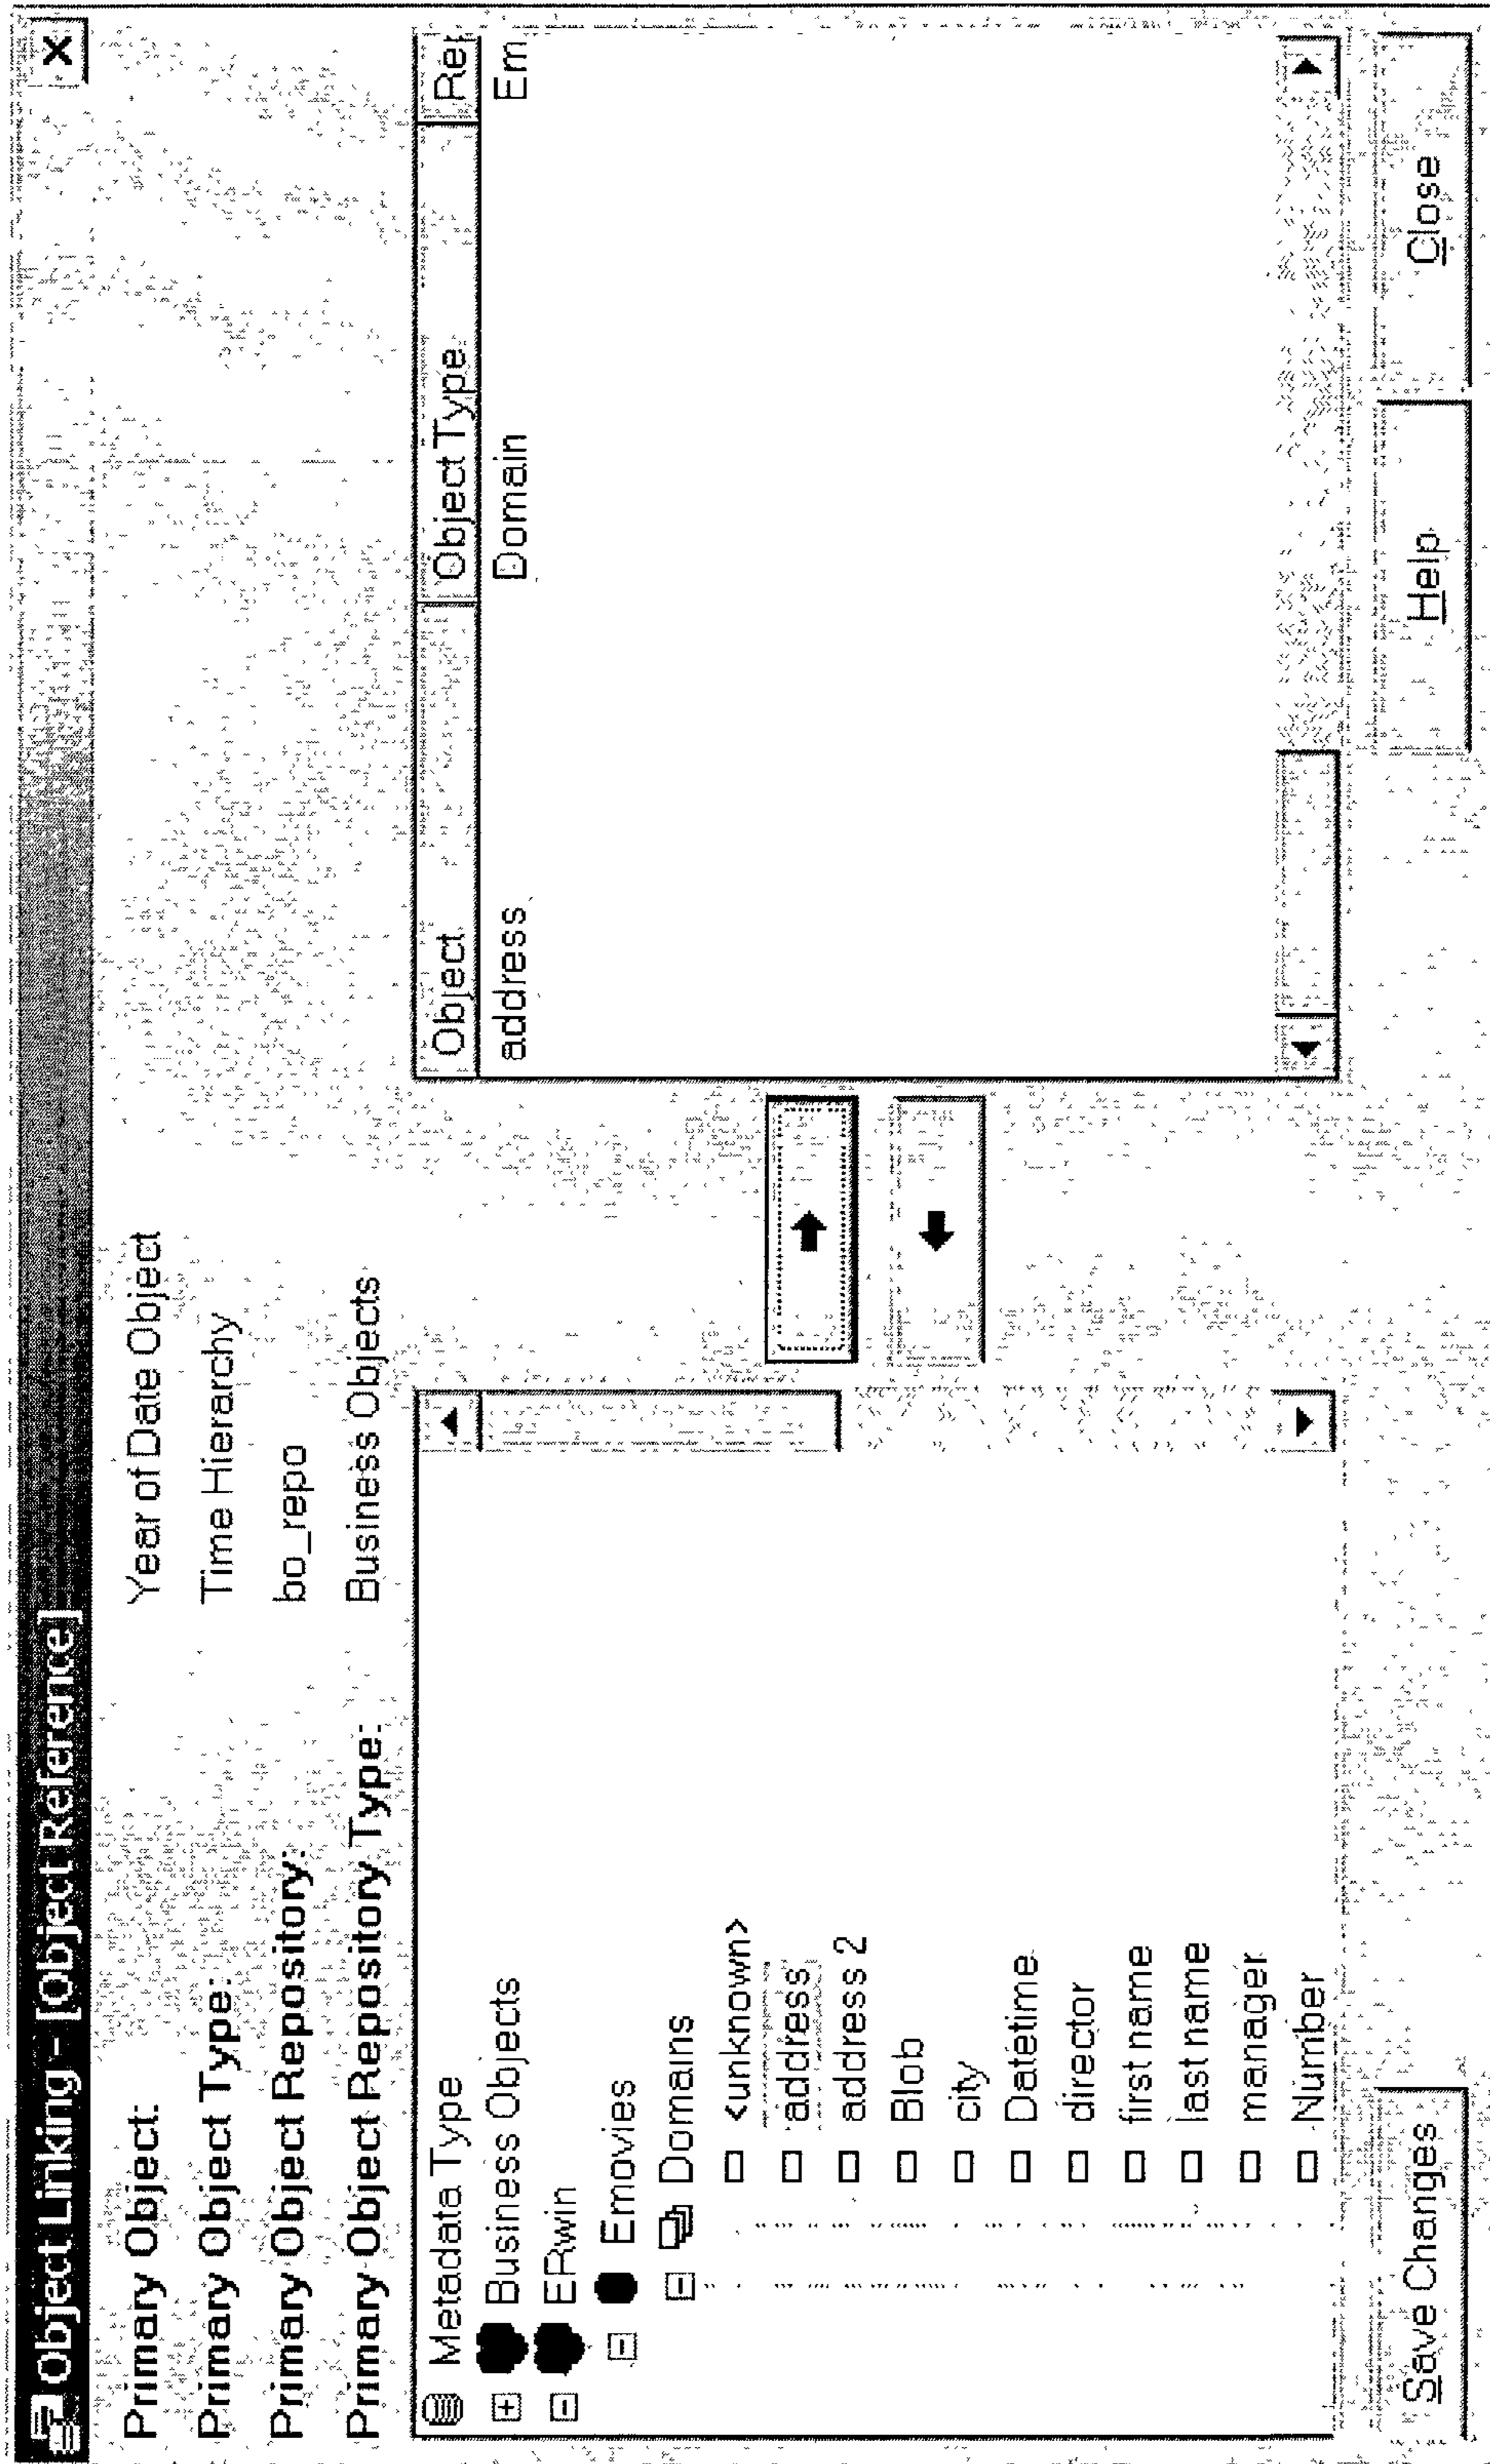 Object Linking - [Object Reference]
Primary Object: Year of Date Object
Primary Object Type: Time Hierarchy
Primary Object Repository: bo_repo
Primary Object Repository Type: Business Objects
Metadata Type
Business Objects
ERwin
Emovies
Domains
<unknown>
address
address 2
Blob
city
Datetime
director
first name
last name
manager
Number
Object Object Type Rep
address Domain Em
Save Changes Help Close